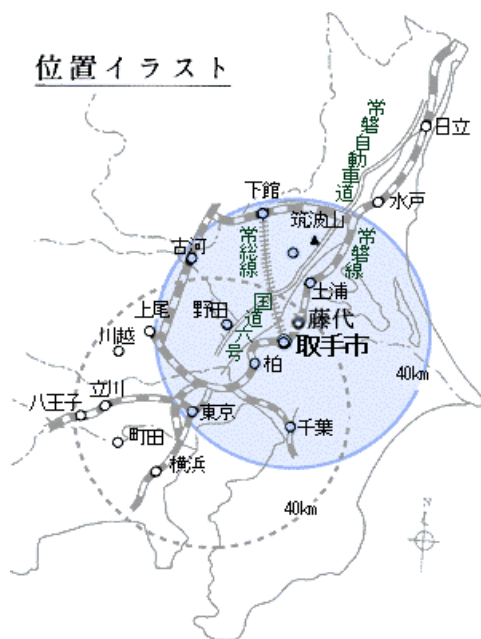 位置イラスト
常磐自動車道
日立
下館
水戸
筑波山
常総線
常磐線
古河
土浦
国道六号
上尾
野田
藤代
川越
取手市
柏
40km
立川
八王子
東京
千葉
町田
横浜
40km
N